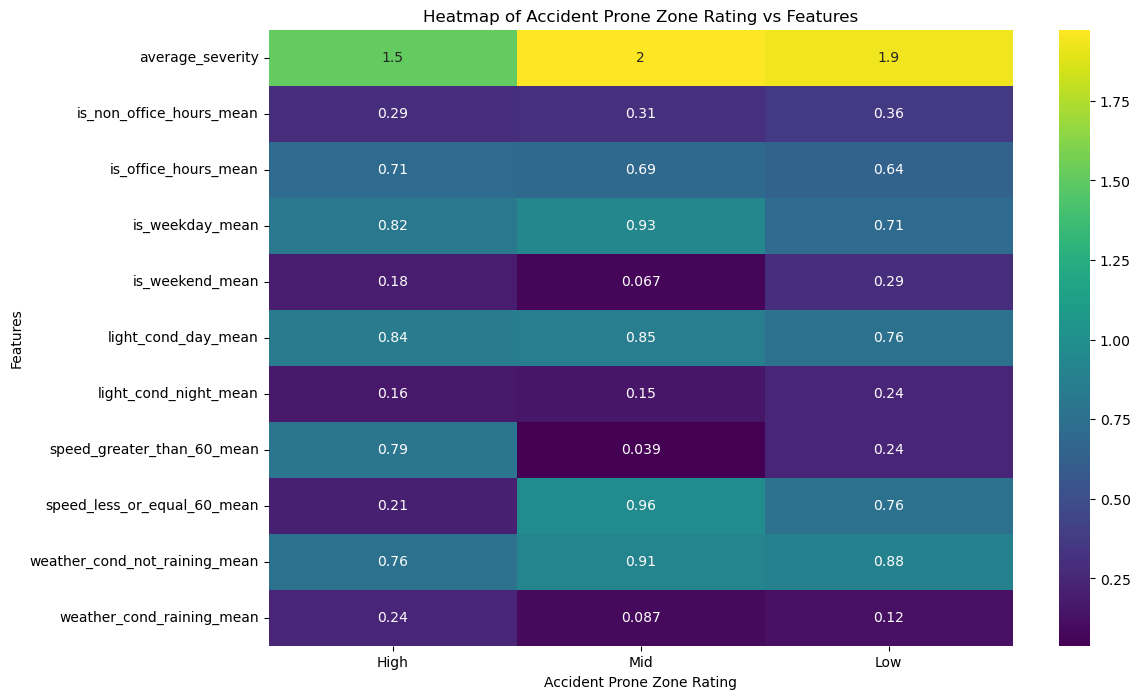 Heatmap of Accident Prone Zone Rating vs Features
average_severity 1.5 2 1.9
is_non_office_hours_mean 0.29 0.31 0.36
is_office_hours_mean 0.71 0.69 0.64
is_weekday_mean 0.82 0.93 0.71
is_weekend_mean 0.18 0.067 0.29
light_cond_day_mean 0.84 0.85 0.76
light_cond_night_mean 0.16 0.15 0.24
speed_greater_than_60_mean 0.79 0.039 0.24
speed_less_or_equal_60_mean 0.21 0.96 0.76
weather_cond_not_raining_mean 0.76 0.91 0.88
weather_cond_raining_mean 0.24 0.087 0.12
Features
High Mid Low
Accident Prone Zone Rating
1.75
1.50
1.25
1.00
0.75
0.50
0.25